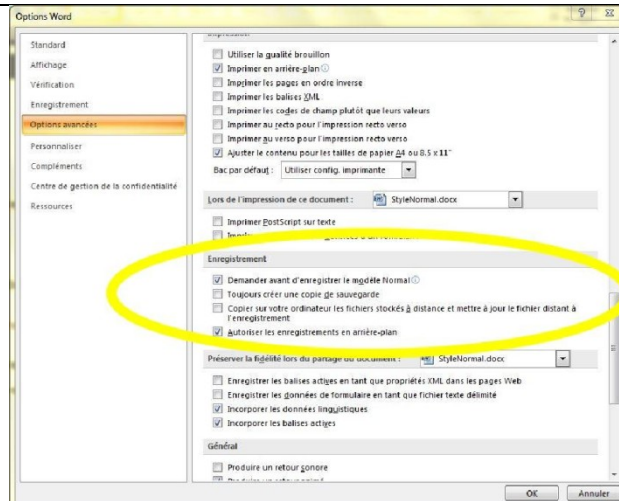 Options Word
Standard
Affichage
Vérification
Enregistrement
Options avancées
Personnaliser
Compléments
Centre de gestion de la confidentialité
Ressources
Impression
Utiliser la qualité brouillon
Imprimer en arrière-plan
Imprimer les pages en ordre inverse
Imprimer les balises XML
Imprimer les codes de champ plutôt que leurs valeurs
Imprimer au recto pour l'impression recto verso
Imprimer au verso pour l'impression recto verso
Ajuster le contenu pour les tailles de papier A4 ou 8.5 x 11"
Bac par défaut : Utiliser config. imprimante
Lors de l'impression de ce document : StyleNormal.docx
Imprimer PostScript sur texte
Enregistrement
Demander avant d'enregistrer le modèle Normal
Toujours créer une copie de sauvegarde
Copier sur votre ordinateur les fichiers stockés à distance et mettre à jour le fichier distant à
l'enregistrement
Autoriser les enregistrements en arrière-plan
Préserver la fidélité lors du partage du document : StyleNormal.docx
Enregistrer les balises actives en tant que propriétés XML dans les pages Web
Enregistrer les données de formulaire en tant que fichier texte délimité
Incorporer les données linguistiques
Incorporer les balises actives
Général
Produire un retour sonore
OK Annuler